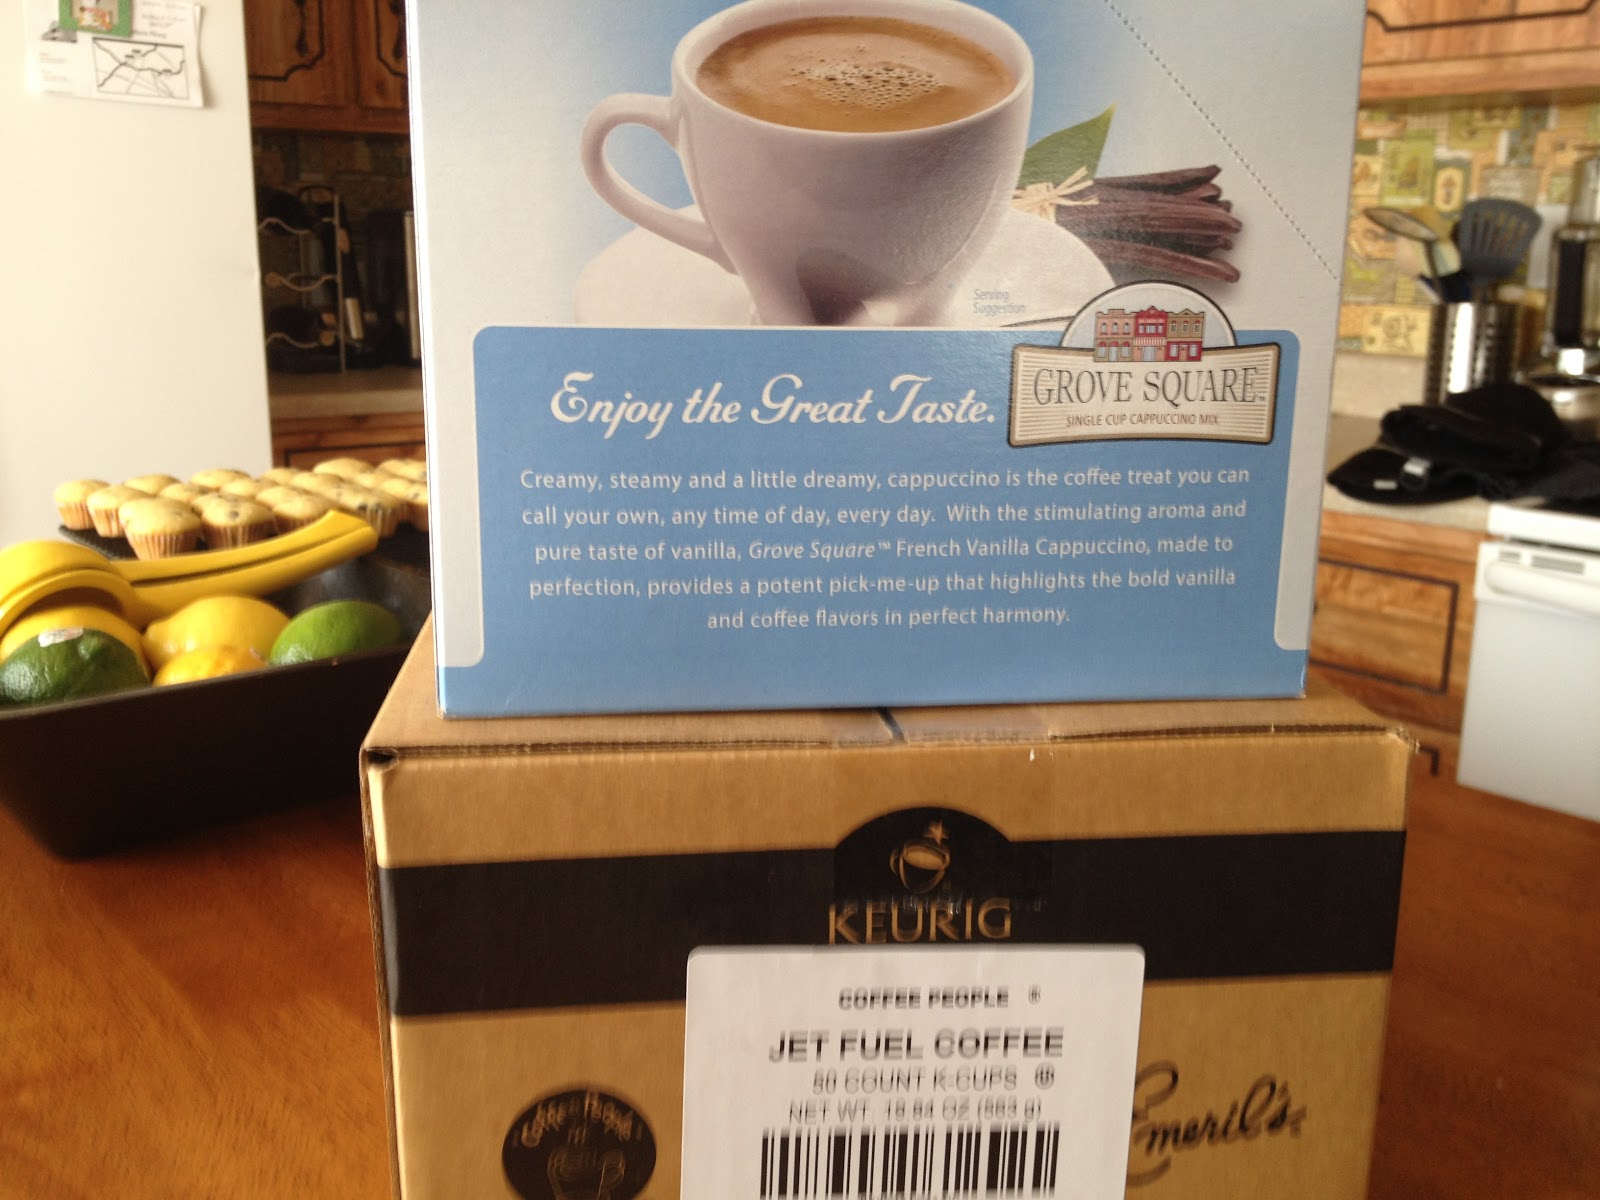 Serving
Suggestion
GROVE SQUARE™
SINGLE CUP CAPPUCCINO MIX
Enjoy the Great Taste.
Creamy, steamy and a little dreamy, cappuccino is the coffee treat you can
call your own, any time of day, every day. With the stimulating aroma and
pure taste of vanilla, Grove Square™ French Vanilla Cappuccino, made to
perfection, provides a potent pick-me-up that highlights the bold vanilla
and coffee flavors in perfect harmony.
KEURIG
COFFEE PEOPLE ®
JET FUEL COFFEE
50 COUNT K-CUPS
NET WT.
Coffee People
Emeril's